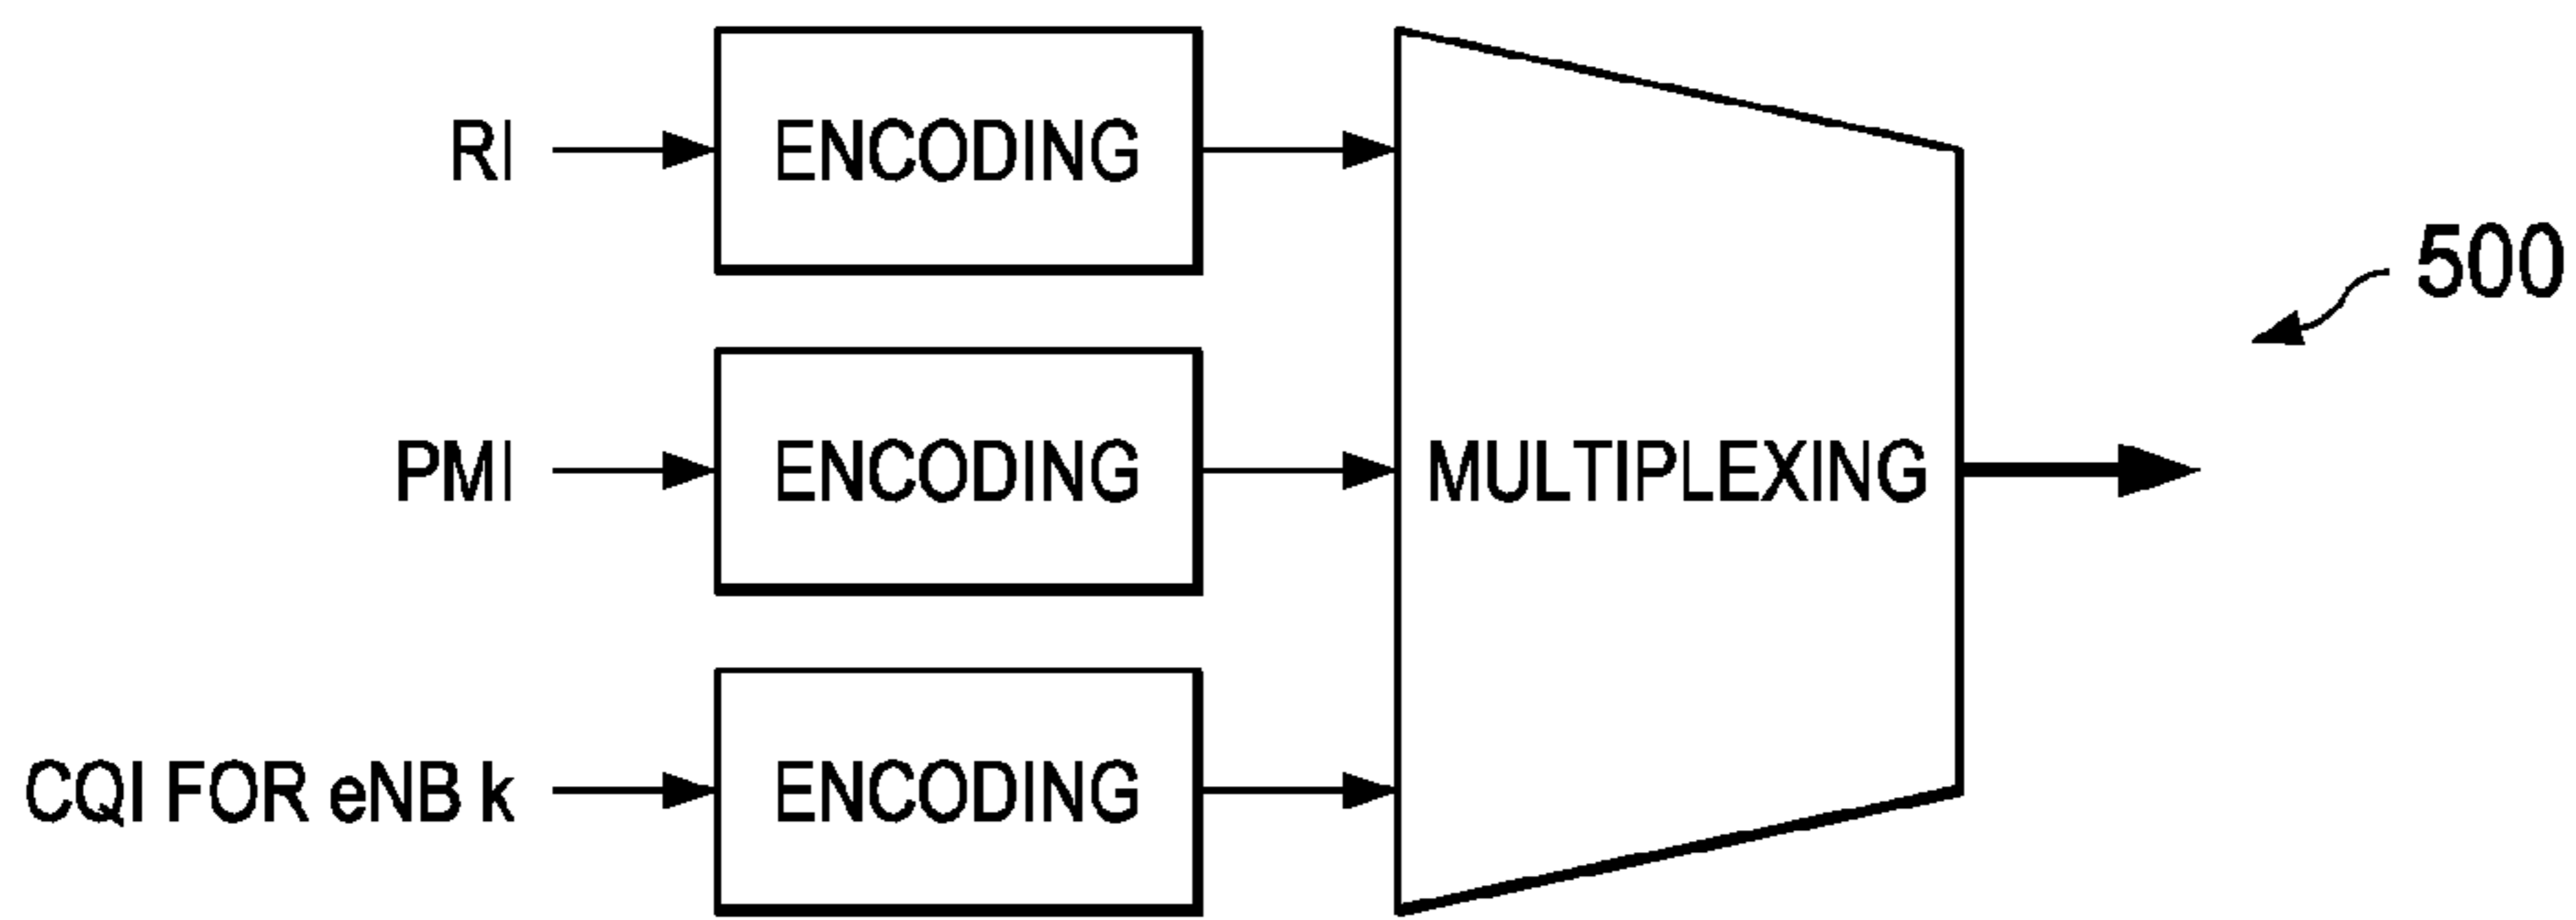 RI
ENCODING
500
PMI
ENCODING
MULTIPLEXING
CQI FOR eNB k
ENCODING